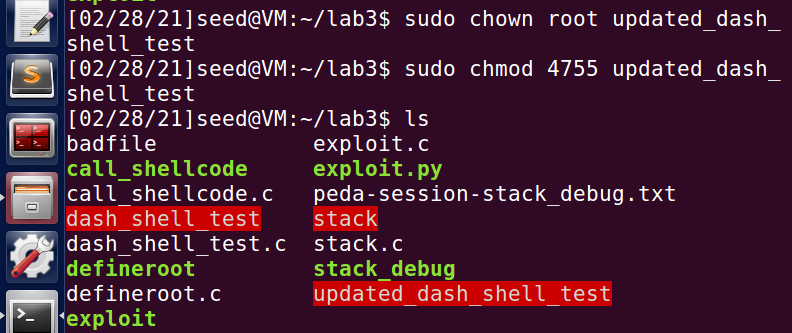 [02/28/21]seed@VM:~/lab3$ sudo chown root updated_dash_
shell_test
[02/28/21]seed@VM:~/lab3$ sudo chmod 4755 updated_dash_
shell_test
[02/28/21]seed@VM:~/lab3$ ls
badfile exploit.c
call_shellcode exploit.py
call_shellcode.c peda-session-stack_debug.txt
dash_shell_test stack
dash_shell_test.c stack.c
defineroot stack_debug
defineroot.c updated_dash_shell_test
exploit